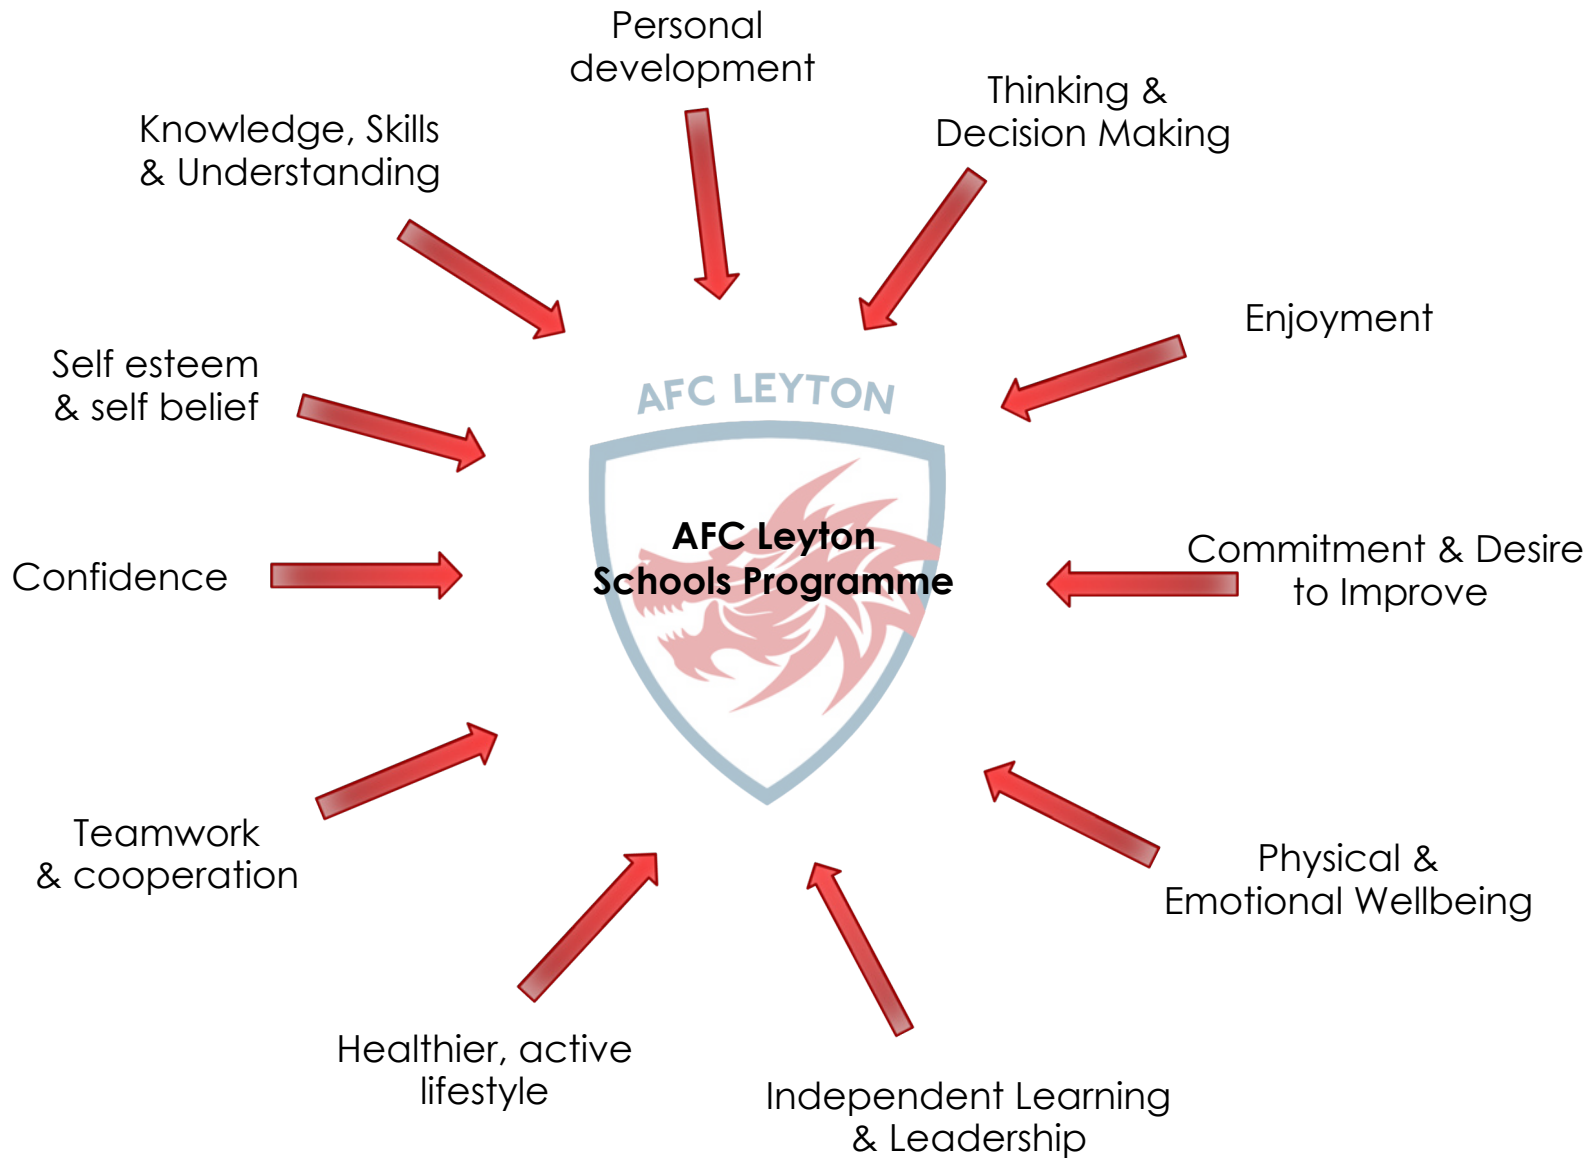 Personal
development
Thinking &
Decision Making
Knowledge, Skills
& Understanding
Enjoyment
Self esteem
& self belief
AFC LEYTON
AFC Leyton
Schools Programme
Commitment & Desire
to Improve
Confidence
Teamwork
& cooperation
Physical &
Emotional Wellbeing
Healthier, active
lifestyle
Independent Learning
& Leadership